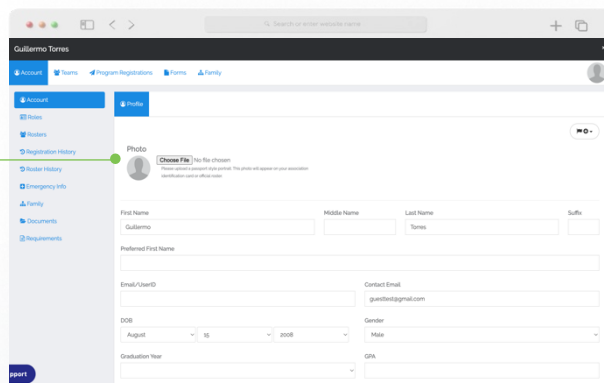 Search or enter website name
Guillermo Torres
Account Teams Program Registrations Forms Family
Account
Roles
Rosters
Registration History
Roster History
Emergency Info
Family
Documents
Requirements
Profile
Photo
Choose File No file chosen
Please upload a passport style portrait. This photo will appear on your association
identification card or official roster.
First Name Middle Name Last Name Suffix
Guillermo Torres
Preferred First Name
Email/UserID Contact Email
guesttest@gmail.com
DOB Gender
August 15 2008 Male
Graduation Year GPA
pport